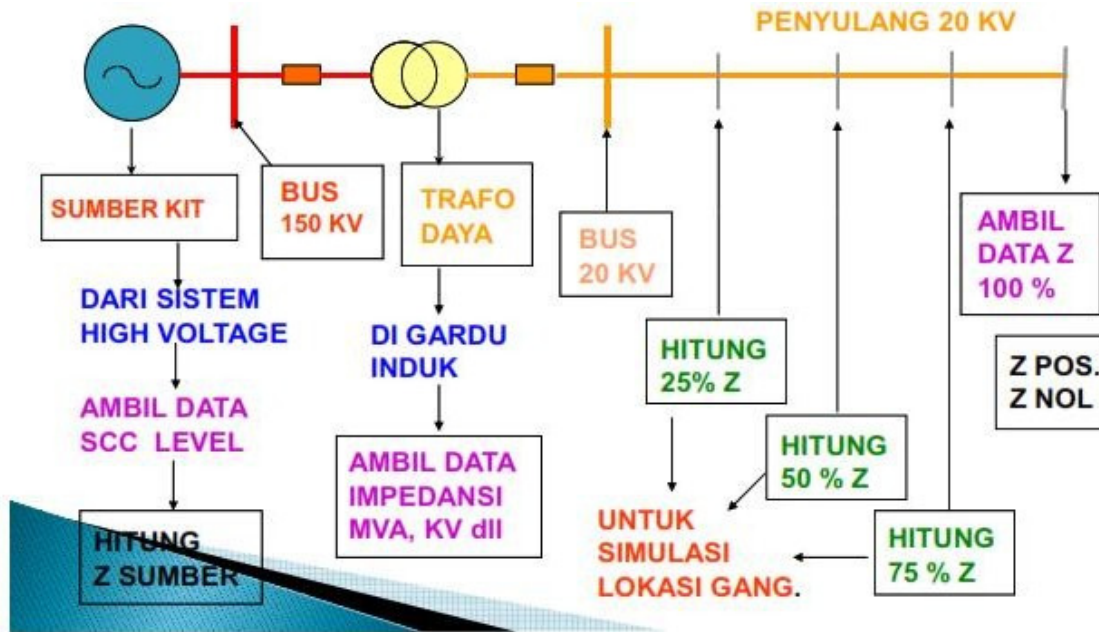 PENYULANG 20 KV
SUMBER KIT
BUS
150 KV
TRAFO
DAYA
BUS
20 KV
AMBIL
DATA Z
100 %
DARI SISTEM
HIGH VOLTAGE
DI GARDU
INDUK
HITUNG
25% Z
Z POS.
Z NOL
AMBIL DATA
SCC LEVEL
AMBIL DATA
IMPEDANSI
MVA, KV dll
HITUNG
50 % Z
HITUNG
Z SUMBER
UNTUK
SIMULASI
LOKASI GANG.
HITUNG
75 % Z